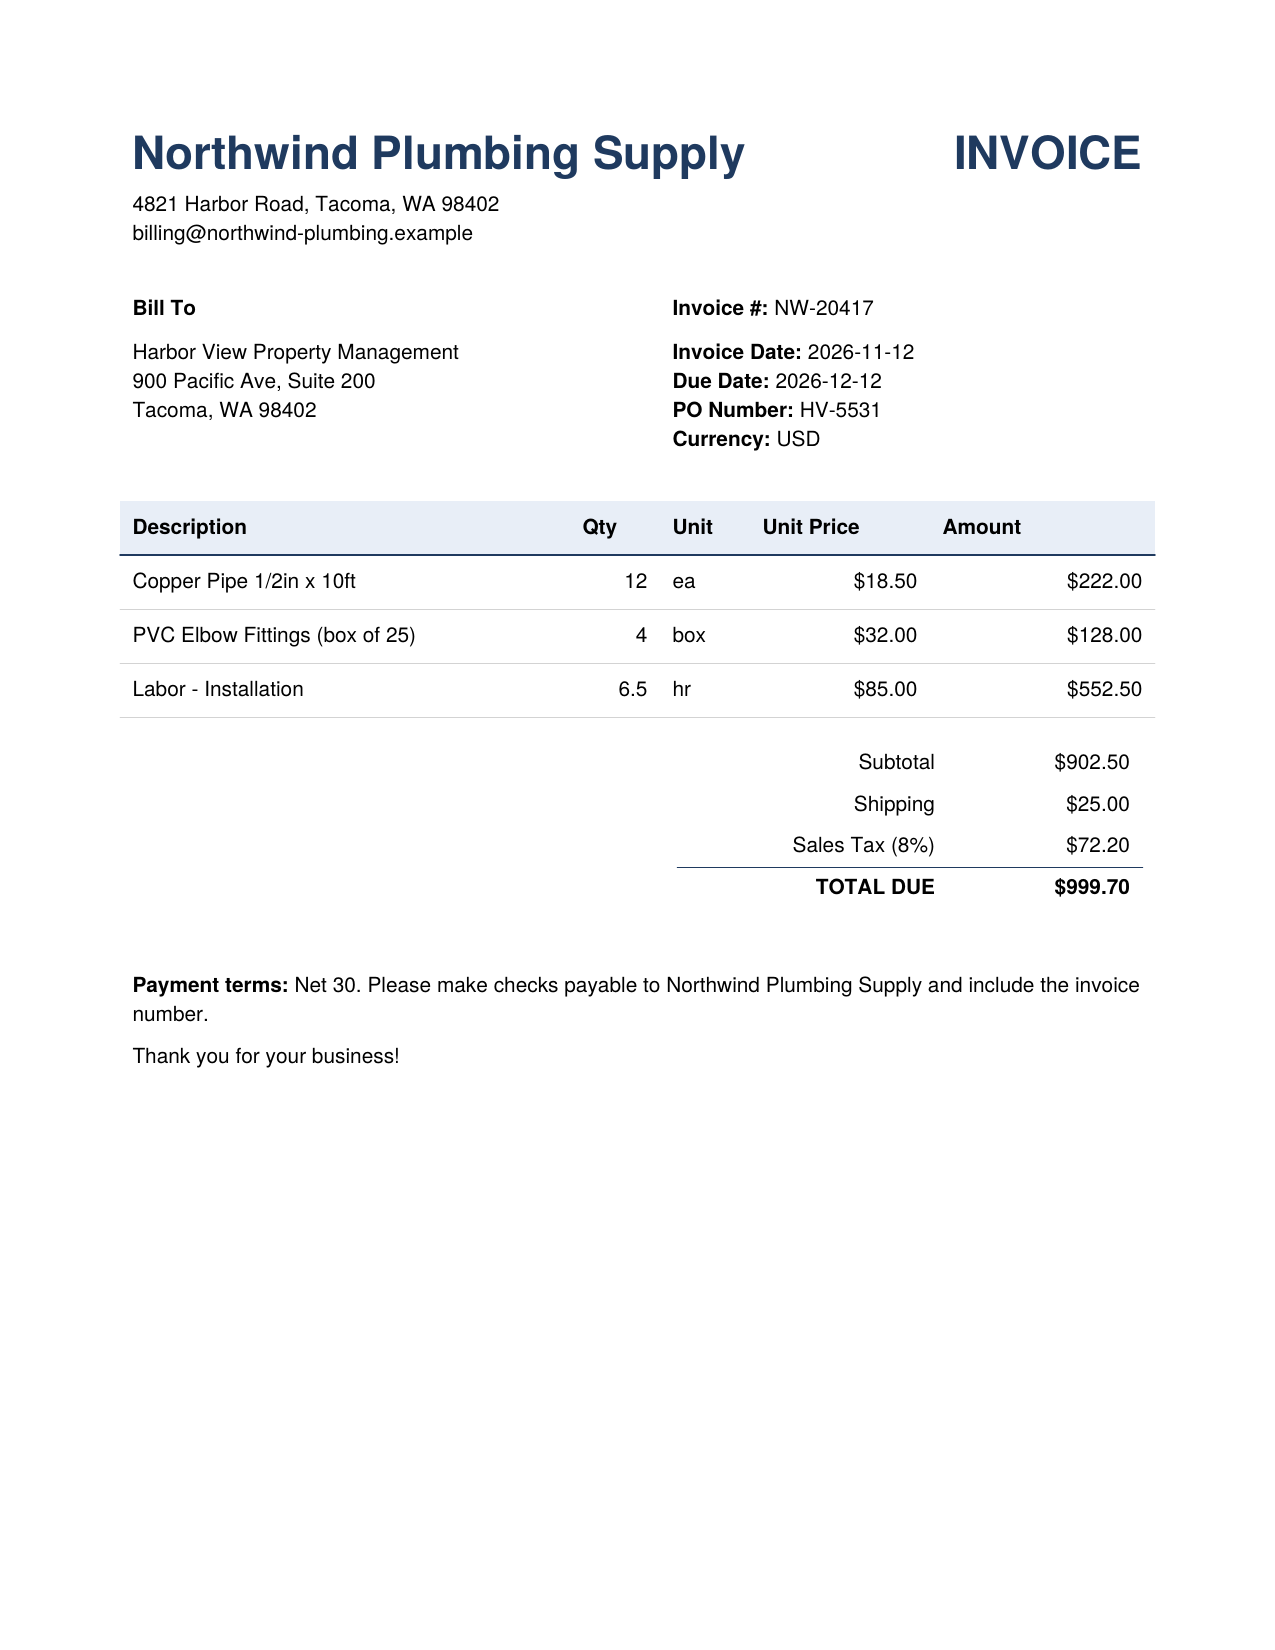 Northwind Plumbing Supply INVOICE
4821 Harbor Road, Tacoma, WA 98402
billing@northwind-plumbing.example
Bill To
Harbor View Property Management
900 Pacific Ave, Suite 200
Tacoma, WA 98402
Invoice #: NW-20417
Invoice Date: 2026-11-12
Due Date: 2026-12-12
PO Number: HV-5531
Currency: USD
Description Qty Unit Unit Price Amount
Copper Pipe 1/2in x 10ft 12 ea $18.50 $222.00
PVC Elbow Fittings (box of 25) 4 box $32.00 $128.00
Labor - Installation 6.5 hr $85.00 $552.50
Subtotal $902.50
Shipping $25.00
Sales Tax (8%) $72.20
TOTAL DUE $999.70
Payment terms: Net 30. Please make checks payable to Northwind Plumbing Supply and include the invoice
number.
Thank you for your business!